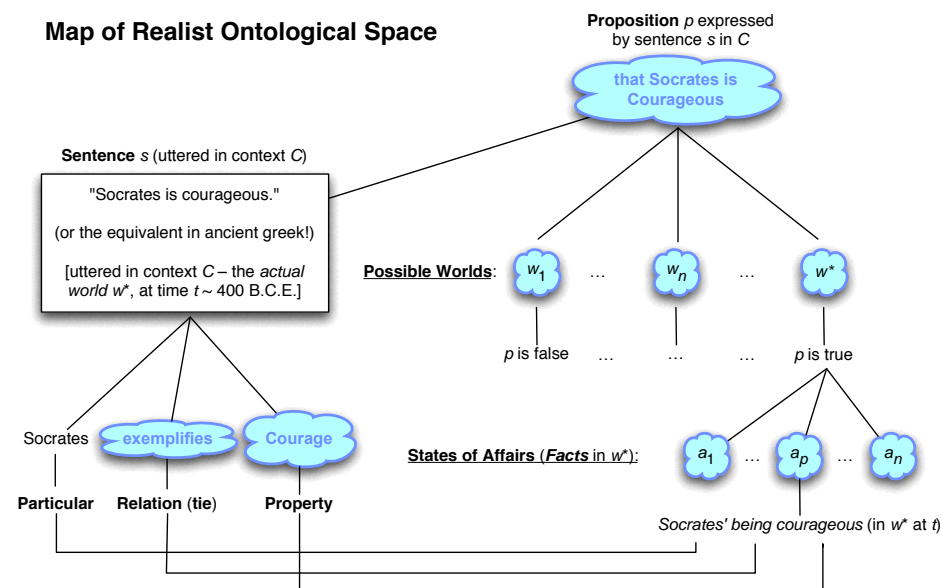 Map of Realist Ontological Space
Proposition p expressed
by sentence s in C
that Socrates is
Courageous
Sentence s (uttered in context C)
"Socrates is courageous."
(or the equivalent in ancient greek!)
[uttered in context C – the actual
world w*, at time t ~ 400 B.C.E.]
Possible Worlds: w1 ... wn ... w*
p is false ... ... ... p is true
Socrates exemplifies Courage
Particular Relation (tie) Property
States of Affairs (Facts in w*): a1 ... ap ... an
Socrates' being courageous (in w* at t)